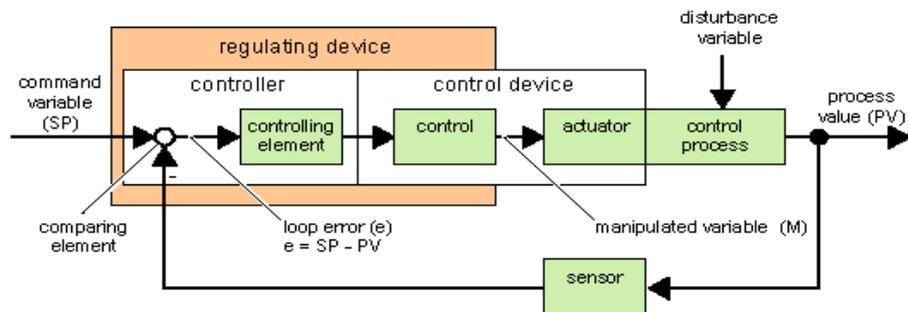 disturbance
variable
regulating device
command
variable
(SP)
controller
control device
process
value (PV)
controlling
element
control
actuator
control
process
-
comparing
element
loop error (e)
e = SP - PV
manipulated variable (M)
sensor